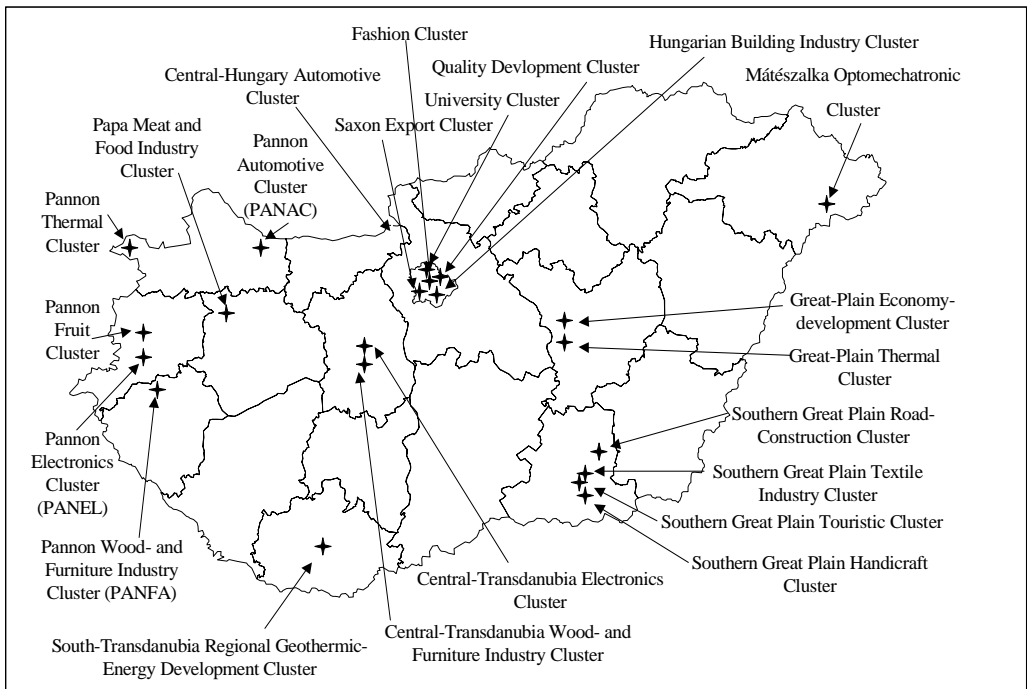 Fashion Cluster
Hungarian Building Industry Cluster
Central-Hungary Automotive
Cluster
Quality Devlopment Cluster
Mátészalka Optomechatronic
Cluster
University Cluster
Saxon Export Cluster
Papa Meat and
Food Industry
Cluster
Pannon
Automotive
Cluster
(PANAC)
Pannon
Thermal
Cluster
Pannon
Fruit
Cluster
Great-Plain Economy-
development Cluster
Great-Plain Thermal
Cluster
Southern Great Plain Road-
Construction Cluster
Pannon
Electronics
Cluster
(PANEL)
Southern Great Plain Textile
Industry Cluster
Southern Great Plain Touristic Cluster
Pannon Wood- and
Furniture Industry
Cluster (PANFA)
Southern Great Plain Handicraft
Cluster
Central-Transdanubia Electronics
Cluster
South-Transdanubia Regional Geothermic-
Energy Development Cluster
Central-Transdanubia Wood- and
Furniture Industry Cluster